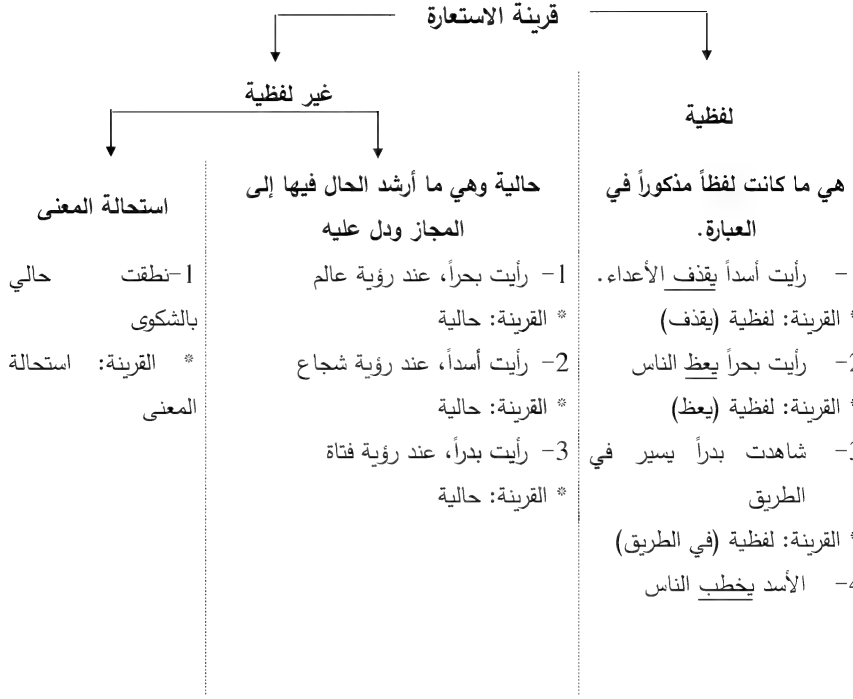 قرينة الاستعارة
لفظية
هي ما كانت لفظاً مذكوراً في
العبارة.
- رأيت أسداً يقذف الأعداء.
* القرينة: لفظية (يقذف)
2- رأيت بحراً يعظ الناس
* القرينة: لفظية (يعظ)
3- شاهدت بدراً يسير في
الطريق
* القرينة: لفظية (في الطريق)
4- الأسد يخطب الناس
غير لفظية
حالية وهي ما أرشد الحال فيها إلى
المجاز ودل عليه
1- رأيت بحراً، عند رؤية عالم
* القرينة: حالية
2- رأيت أسداً، عند رؤية شجاع
* القرينة: حالية
3- رأيت بدراً، عند رؤية فتاة
* القرينة: حالية
استحالة المعنى
1-نطقت حالي
بالشكوى
* القرينة: استحالة
المعنى